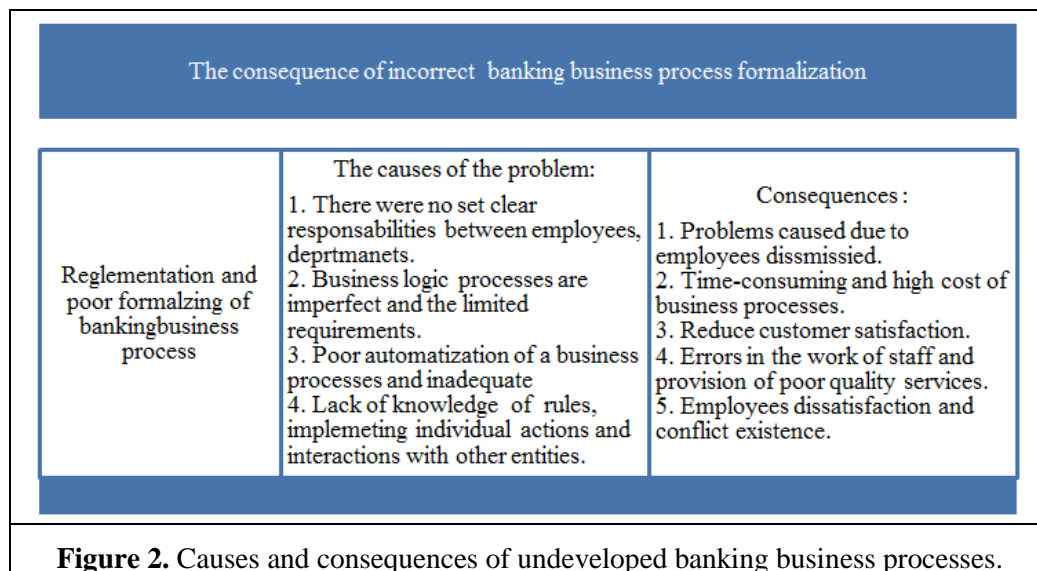 The consequence of incorrect banking business process formalization
Reglementation and
poor formalzing of
bankingbusiness
process
The causes of the problem:
1. There were no set clear
responsabilities between employees,
deprtmanets.
2. Business logic processes are
imperfect and the limited
requirements.
3. Poor automatization of a business
processes and inadequate
4. Lack of knowledge of rules,
implemeting individual actions and
interactions with other entities.
Consequences :
1. Problems caused due to
employees dissmissied.
2. Time-consuming and high cost of
business processes.
3. Reduce customer satisfaction.
4. Errors in the work of staff and
provision of poor quality services.
5. Employees dissatisfaction and
conflict existence.
Figure 2. Causes and consequences of undeveloped banking business processes.